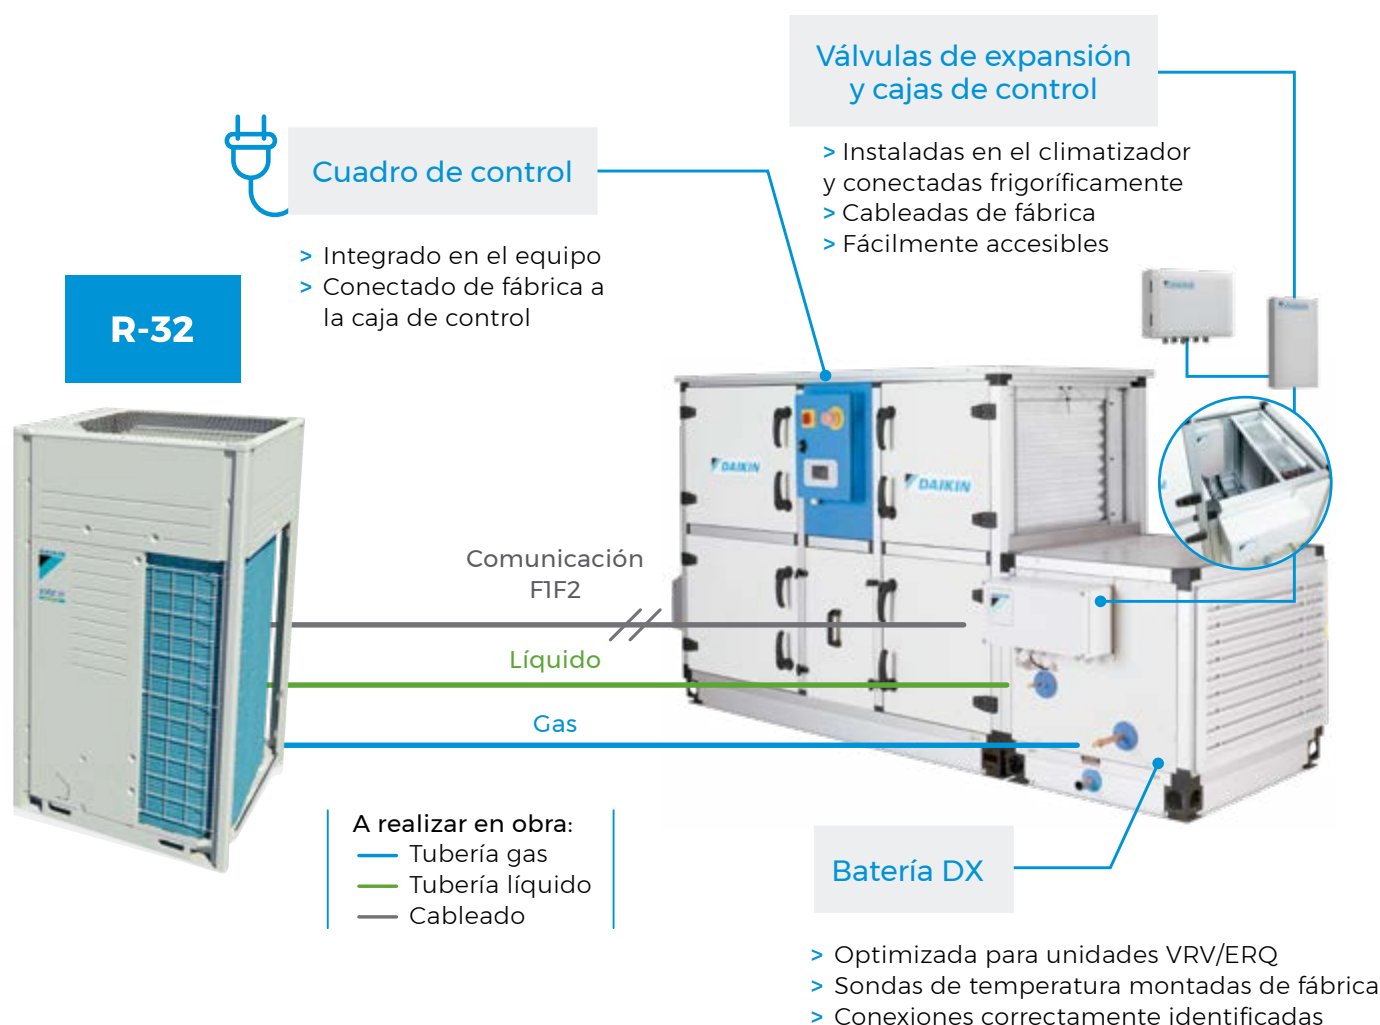 Válvulas de expansión
y cajas de control
> Instaladas en el climatizador
y conectadas frigoríficamente
> Cableadas de fábrica
> Fácilmente accesibles
Cuadro de control
> Integrado en el equipo
> Conectado de fábrica a
la caja de control
R-32
DAIKIN
DAIKIN
DAIKIN
DAIKIN
Comunicación
F1F2
Líquido
Gas
A realizar en obra:
Tubería gas
Tubería líquido
Cableado
Batería DX
> Optimizada para unidades VRV/ERQ
> Sondas de temperatura montadas de fábrica
> Conexiones correctamente identificadas